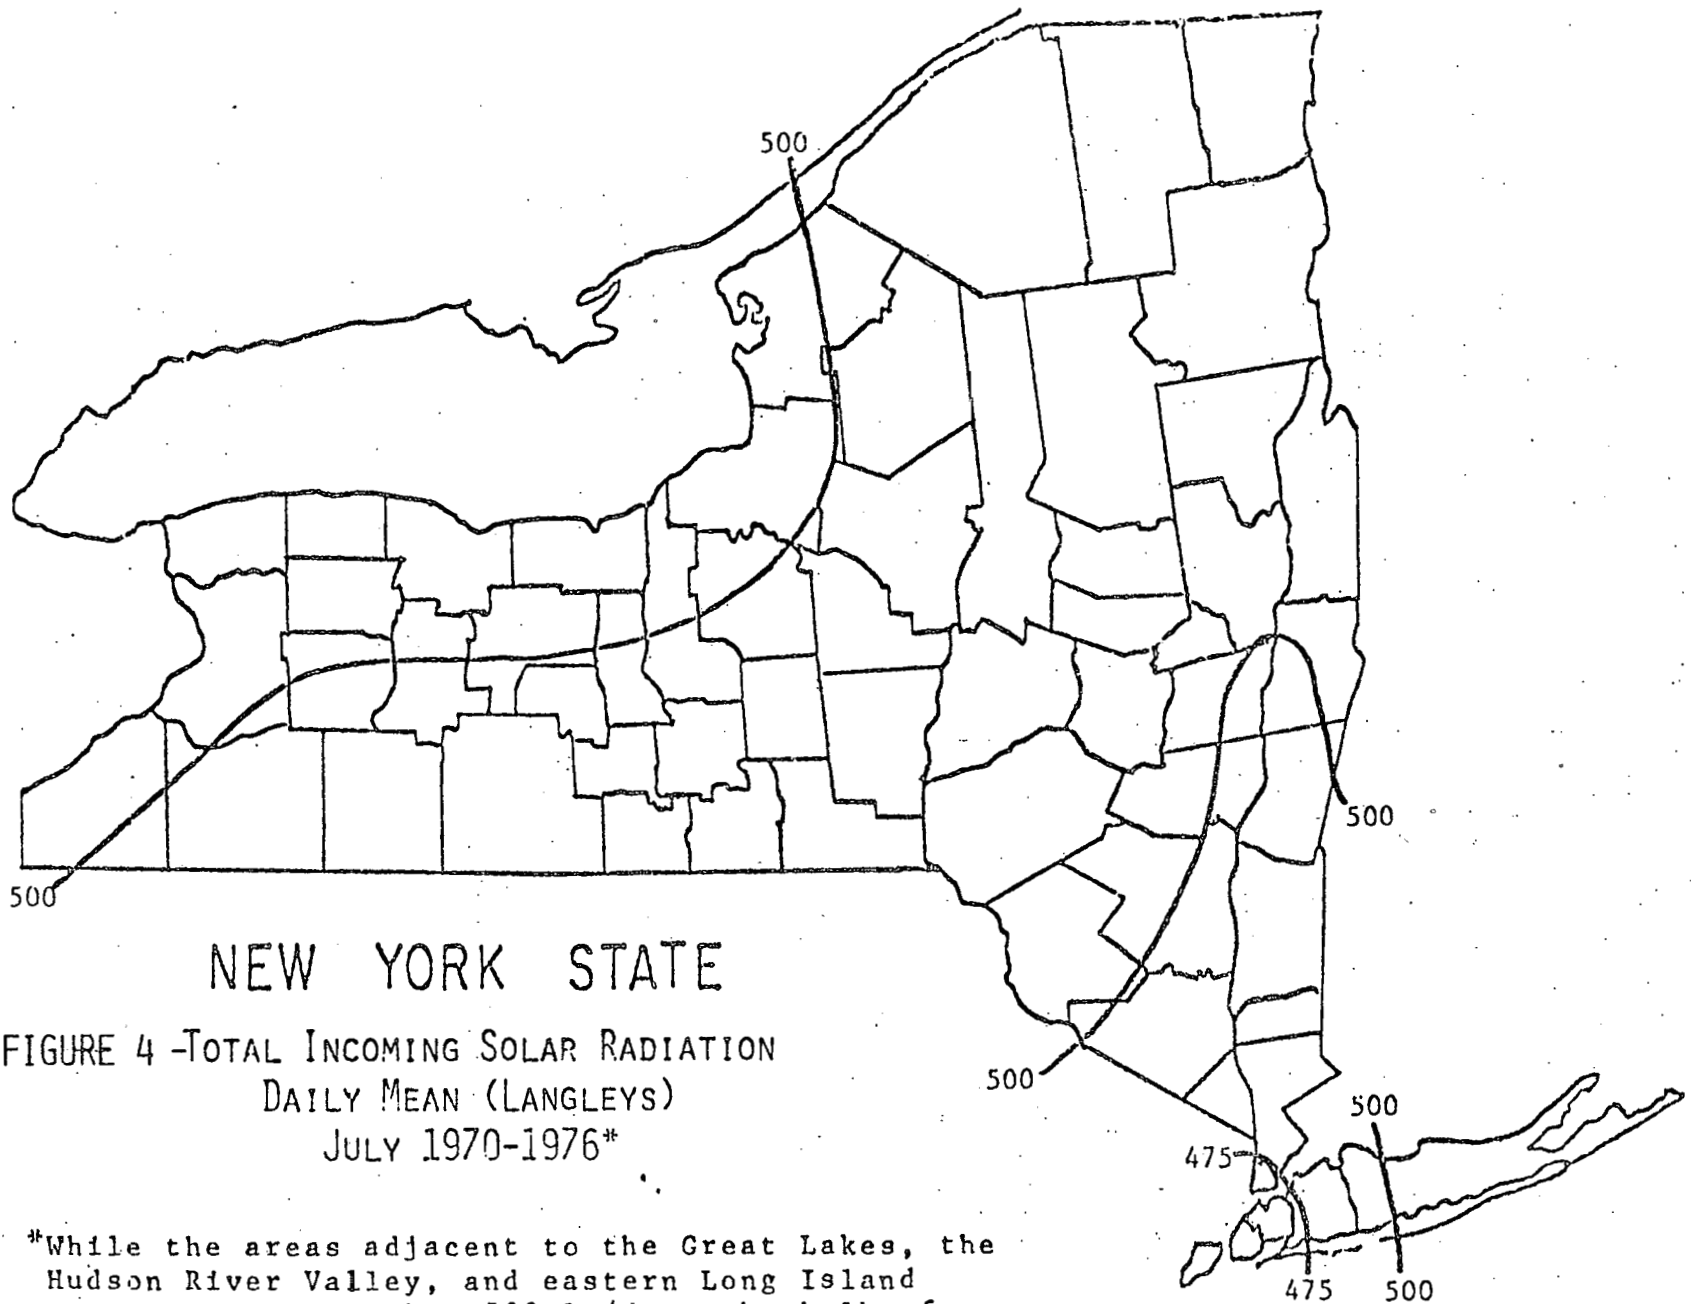 500
500
500
NEW YORK STATE
FIGURE 4 -TOTAL INCOMING SOLAR RADIATION
DAILY MEAN (LANGLEYS)
JULY 1970-1976*
500
500
475
475 500
*While the areas adjacent to the Great Lakes, the
Hudson River Valley, and eastern Long Island